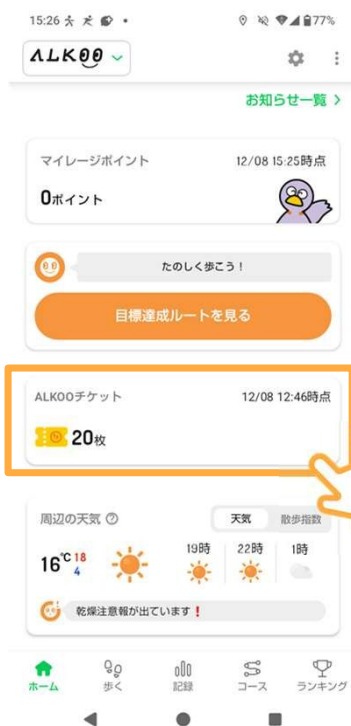 15:26
77%
ALKOO
お知らせ一覧
マイレージポイント 12/08 15:25時点
0ポイント
たのしく歩こう！
目標達成ルートを見る
ALKOOチケット 12/08 12:46時点
20枚
周辺の天気 天気 散歩指数
19時 22時 1時
16℃ 18
4
乾燥注意報が出ています！
ホーム 歩く 記録 コース ランキング